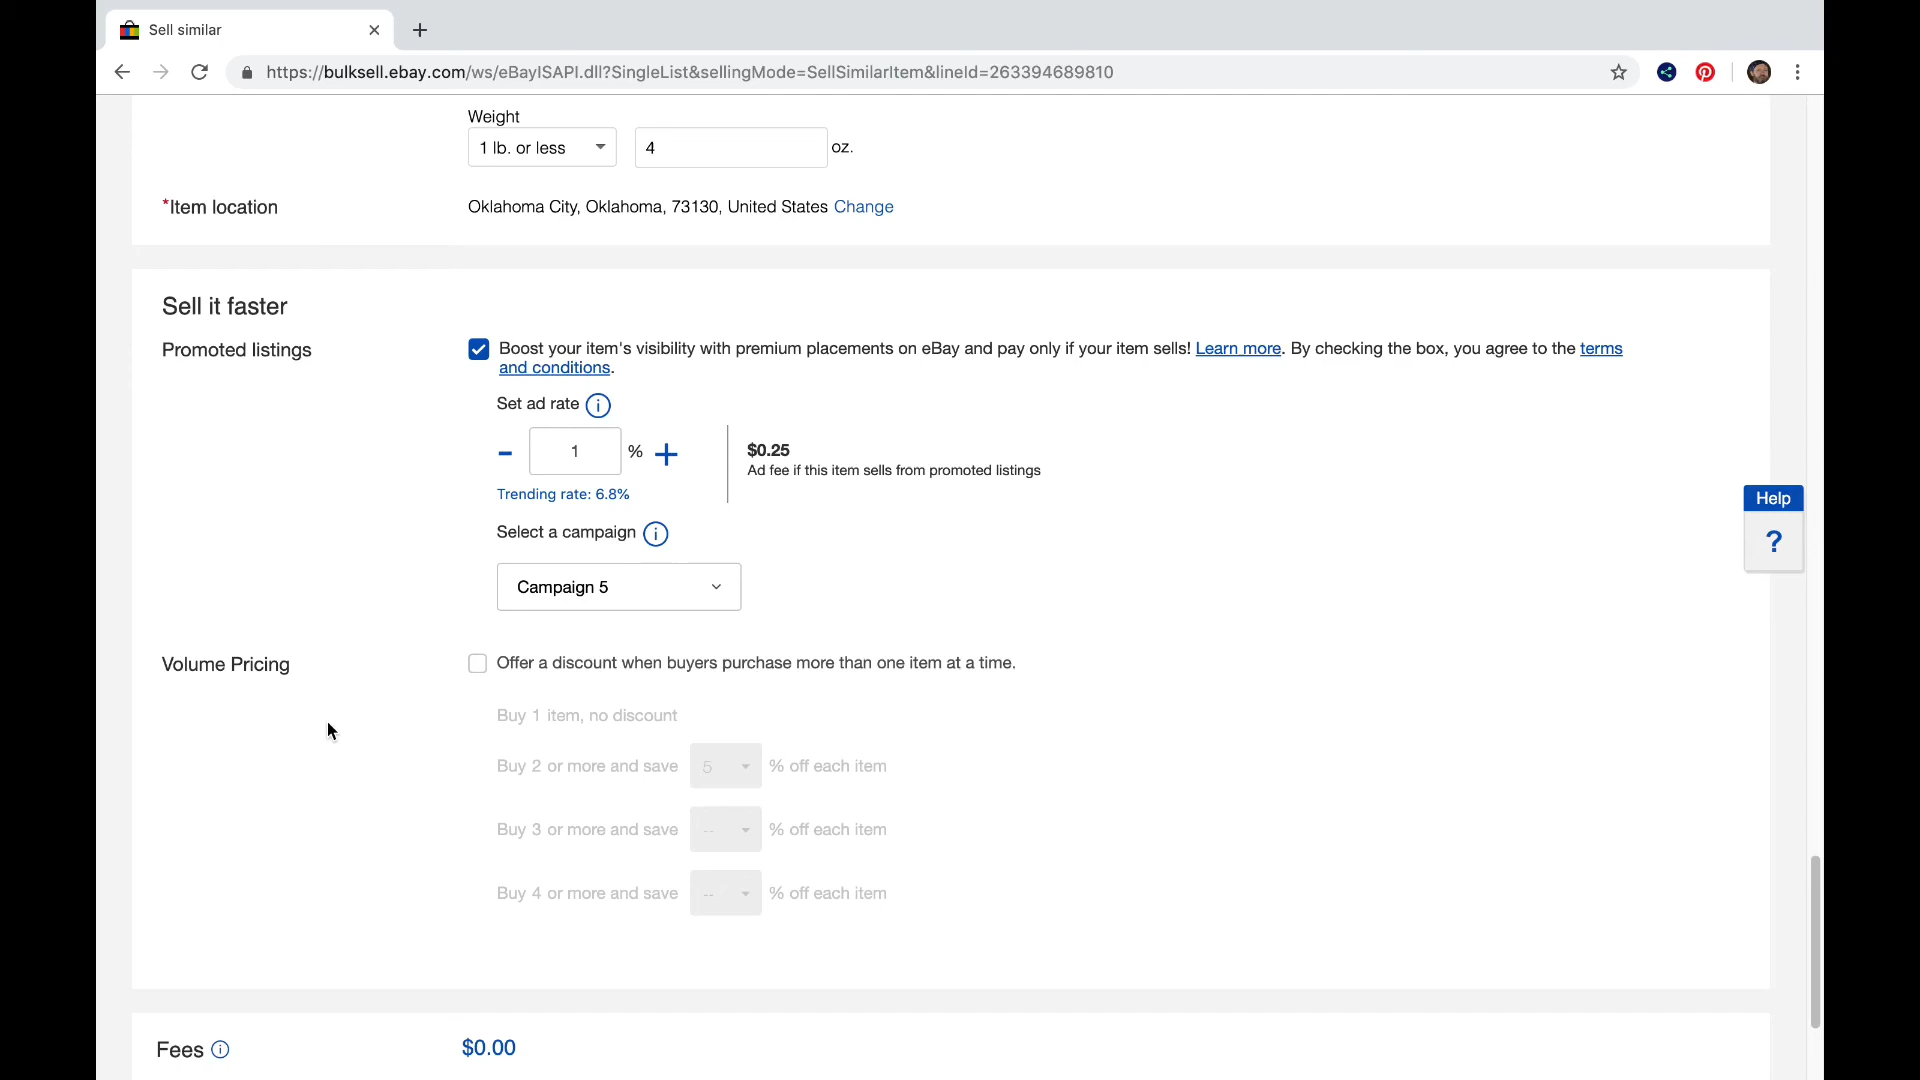 Sell similar
https://bulksell.ebay.com/ws/eBayISAPI.dll?SingleList&sellingMode=SellSimilarItem&lineId=263394689810
Weight
1 lb. or less 4 oz.
*Item location Oklahoma City, Oklahoma, 73130, United States Change
Sell it faster
Promoted listings Boost your item's visibility with premium placements on eBay and pay only if your item sells! Learn more. By checking the box, you agree to the terms
and conditions.
Set ad rate i
- 1 % + $0.25
Ad fee if this item sells from promoted listings
Trending rate: 6.8%
Help
?
Select a campaign i
Campaign 5
Volume Pricing Offer a discount when buyers purchase more than one item at a time.
Buy 1 item, no discount
Buy 2 or more and save 5 % off each item
Buy 3 or more and save -- % off each item
Buy 4 or more and save -- % off each item
Fees i $0.00